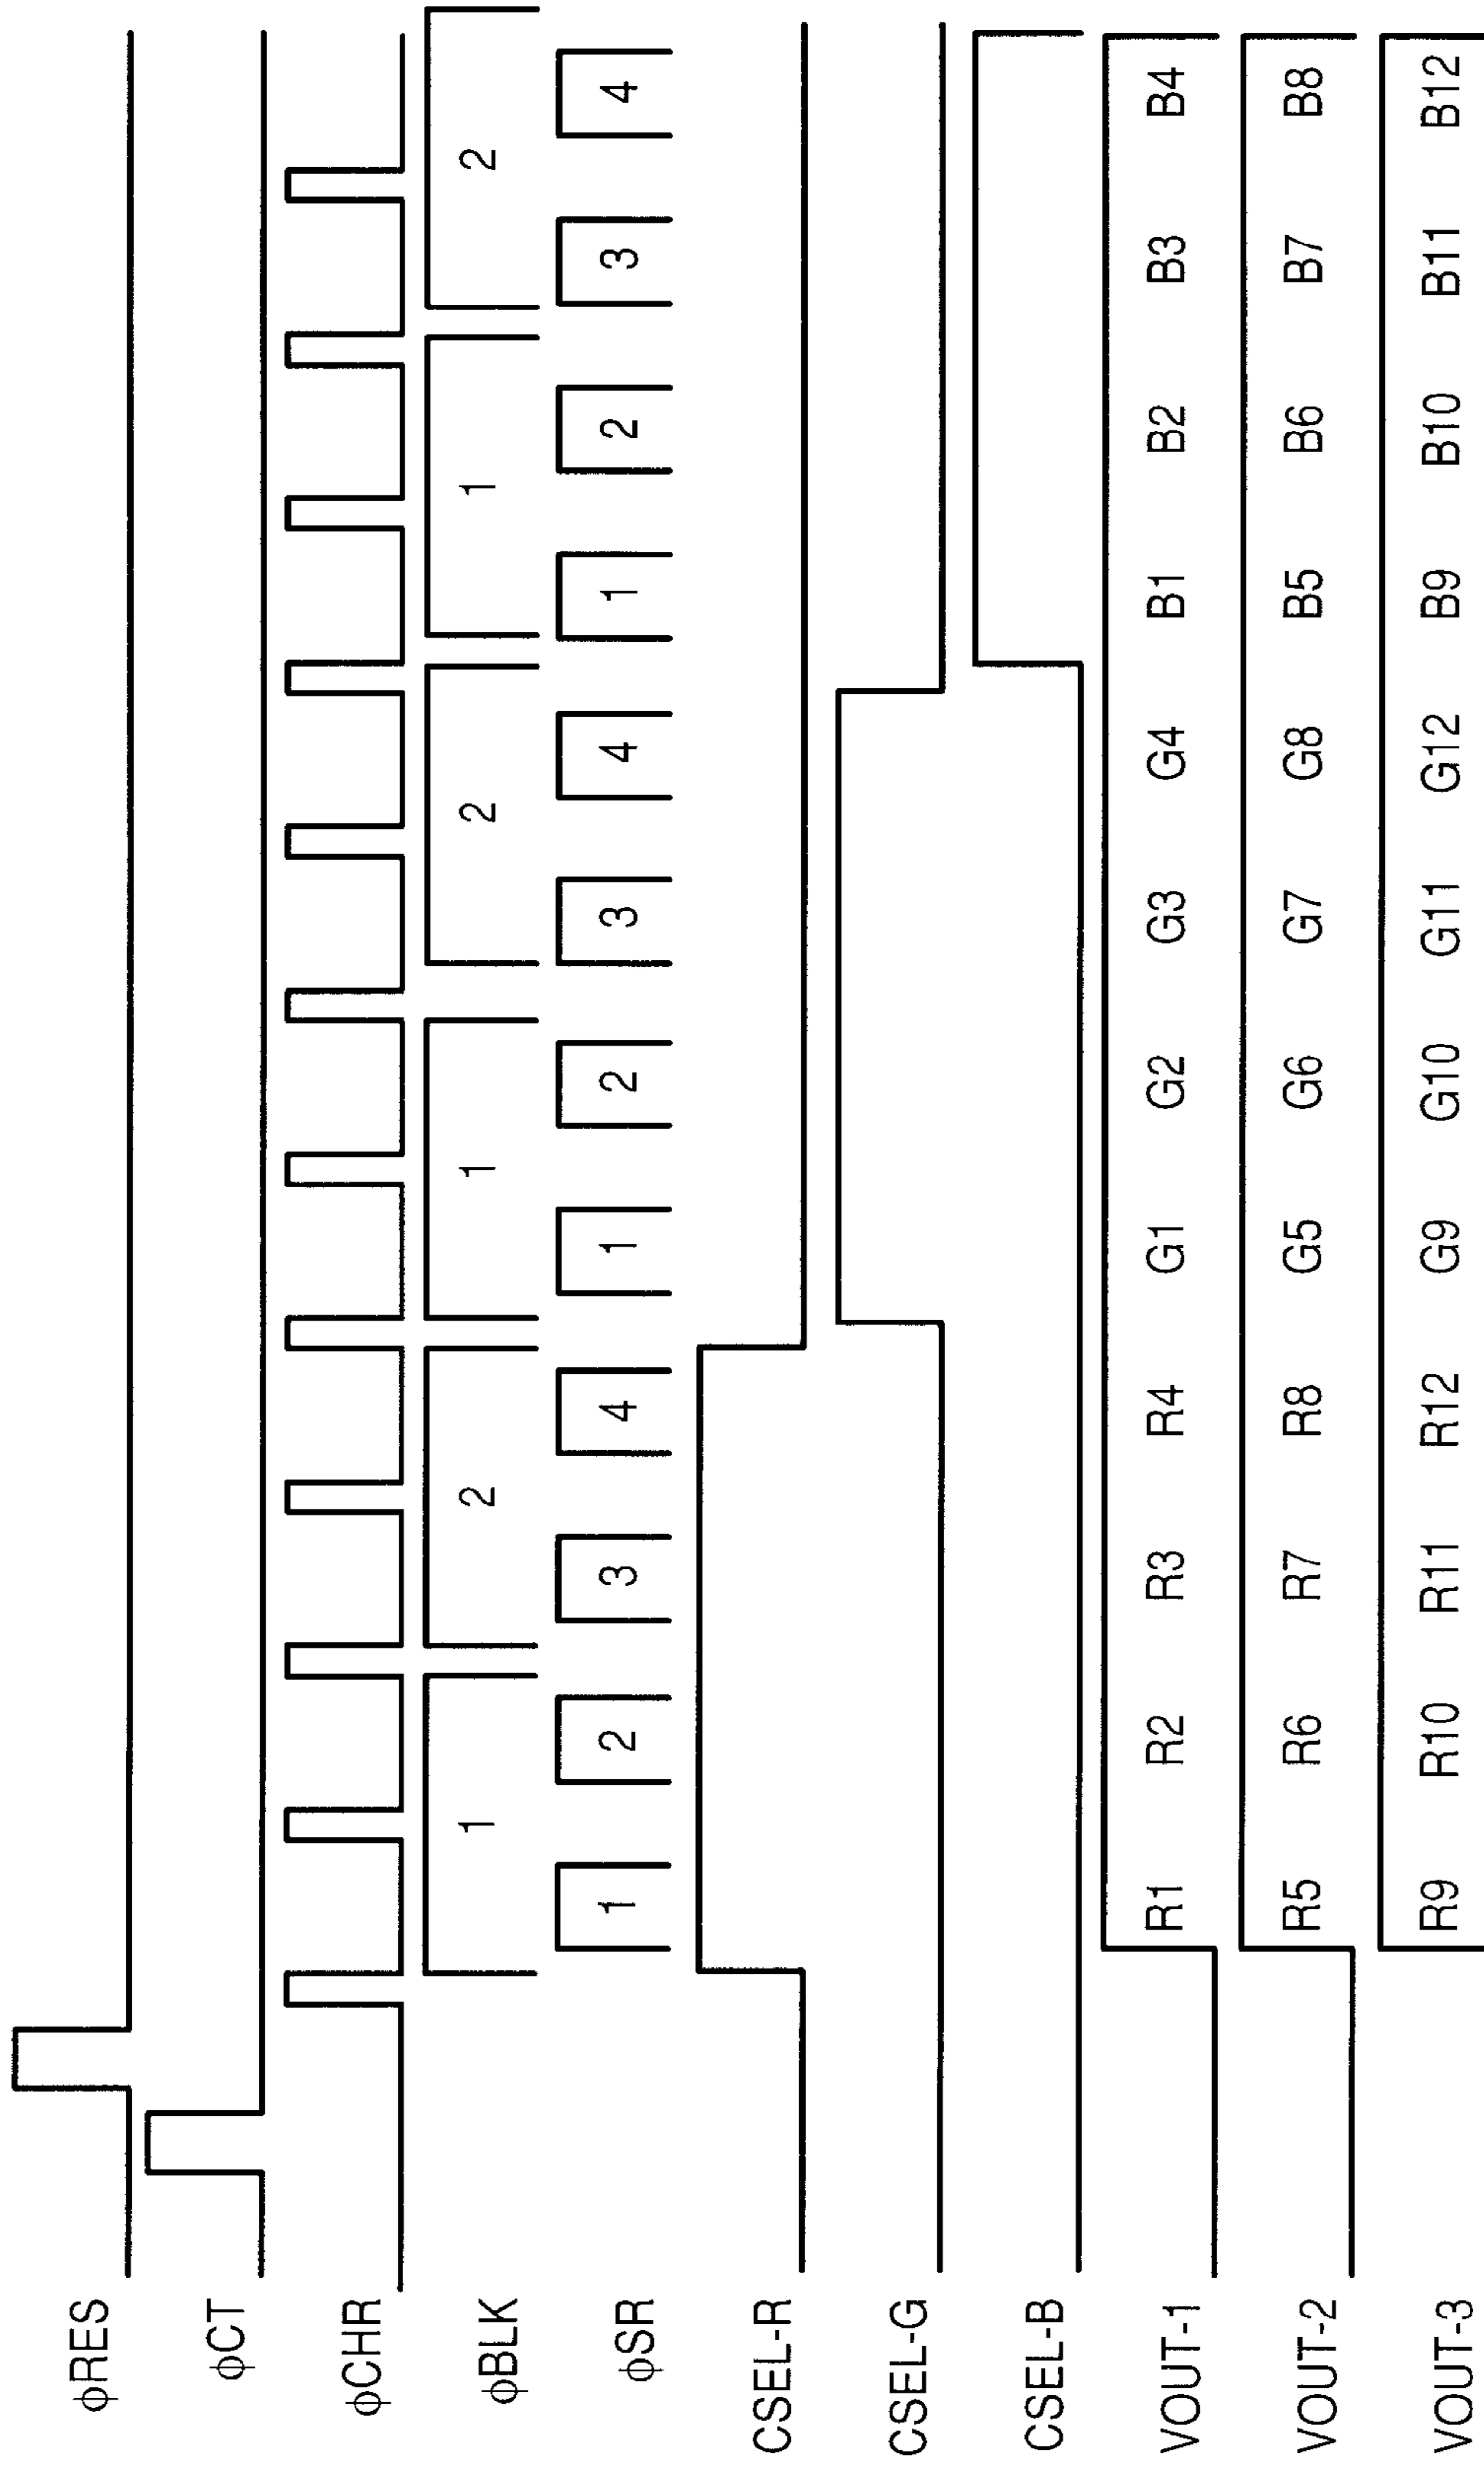 φRES
φCT
φCHR
φBLK 1 2 1 2 1 2
φSR 1 2 3 4 1 2 3 4 1 2 3 4
CSEL-R
CSEL-G
CSEL-B
VOUT-1 R1 R2 R3 R4 G1 G2 G3 G4 B1 B2 B3 B4
VOUT-2 R5 R6 R7 R8 G5 G6 G7 G8 B5 B6 B7 B8
VOUT-3 R9 R10 R11 R12 G9 G10 G11 G12 B9 B10 B11 B12